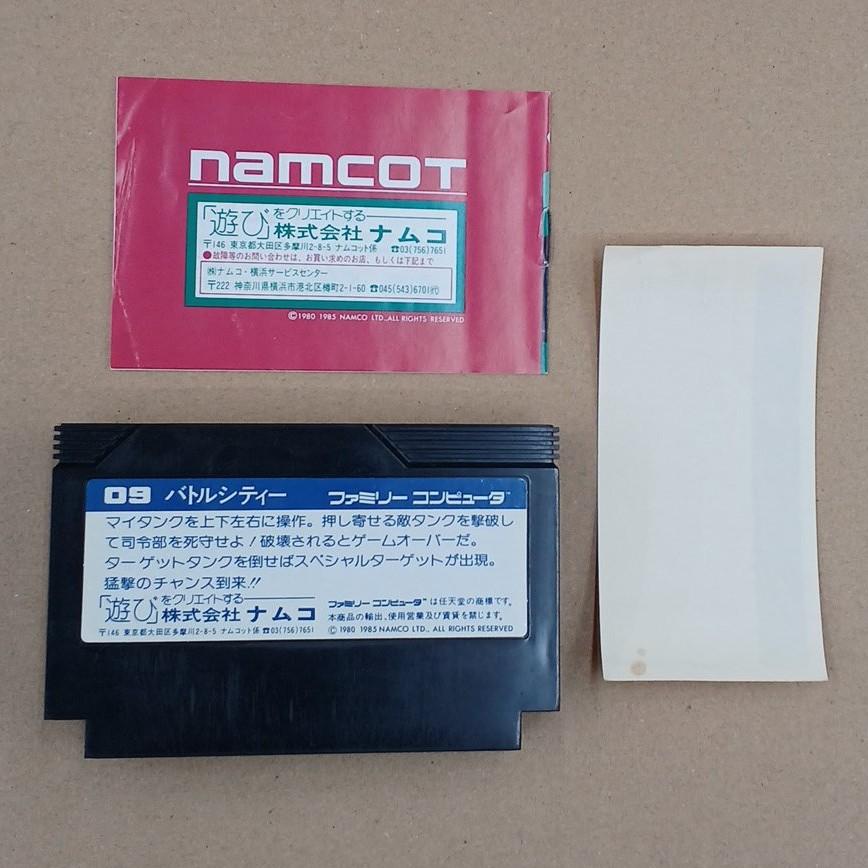 namcoT
「遊び」をクリエイトする
株式会社 ナムコ
〒146 東京都大田区多摩川2-8-5 ナムコット係 ☎03(756)7651
●故障等のお問い合わせは、お買い求めのお店、もしくは下記まで
㈱ナムコ・横浜サービスセンター
〒222 神奈川県横浜市港北区樽町2-1-60 ☎045(543)6701㈹
©1980 1985 NAMCO LTD.,ALL RIGHTS RESERVED
09 バトルシティー ファミリー コンピュータ™
マイタンクを上下左右に操作。押し寄せる敵タンクを撃破し
て司令部を死守せよ！破壊されるとゲームオーバーだ。
ターゲットタンクを倒せばスペシャルターゲットが出現。
猛撃のチャンス到来!!
「遊び」をクリエイトする
株式会社 ナムコ
〒146 東京都大田区多摩川2-8-5 ナムコット係 ☎03(756)7651
ファミリー コンピュータ™ は任天堂の商標です。
本商品の輸出、使用営業及び賃貸を禁じます。
© 1980 1985 NAMCO LTD., ALL RIGHTS RESERVED